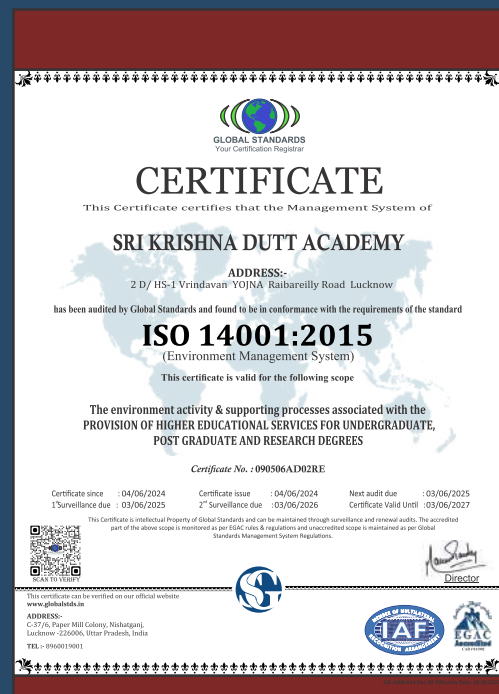 GLOBAL STANDARDS
Your Certification Registrar
CERTIFICATE
This Certificate certifies that the Management System of
SRI KRISHNA DUTT ACADEMY
ADDRESS:-
2 D/ HS-1 Vrindavan YOJNA Raibareilly Road Lucknow
has been audited by Global Standards and found to be in conformance with the requirements of the standard
ISO 14001:2015
(Environment Management System)
This certificate is valid for the following scope
The environment activity & supporting processes associated with the
PROVISION OF HIGHER EDUCATIONAL SERVICES FOR UNDERGRADUATE,
POST GRADUATE AND RESEARCH DEGREES
Certificate No. : 090506AD02RE
Certificate since : 04/06/2024 Certificate issue : 04/06/2024 Next audit due : 03/06/2025
1st Surveillance due : 03/06/2025 2nd Surveillance due : 03/06/2026 Certificate Valid Until : 03/06/2027
This Certificate is intellectual Property of Global Standards and can be maintained through surveillance and renewal audits. The accredited
part of the above scope is monitored as per EGAC rules & regulations and unaccredited scope is maintained as per Global
Standards Management System Regulations.
SCAN TO VERIFY
Director
This certificate can be verified on our official website
www.globalstds.in
ADDRESS:-
C-37/6, Paper Mill Colony, Nishatganj,
Lucknow -226006, Uttar Pradesh, India
TEL :- 8960019001
MEMBER OF MULTILATERAL
IAF
RECOGNITION ARRANGEMENT
EGAC
Accredited